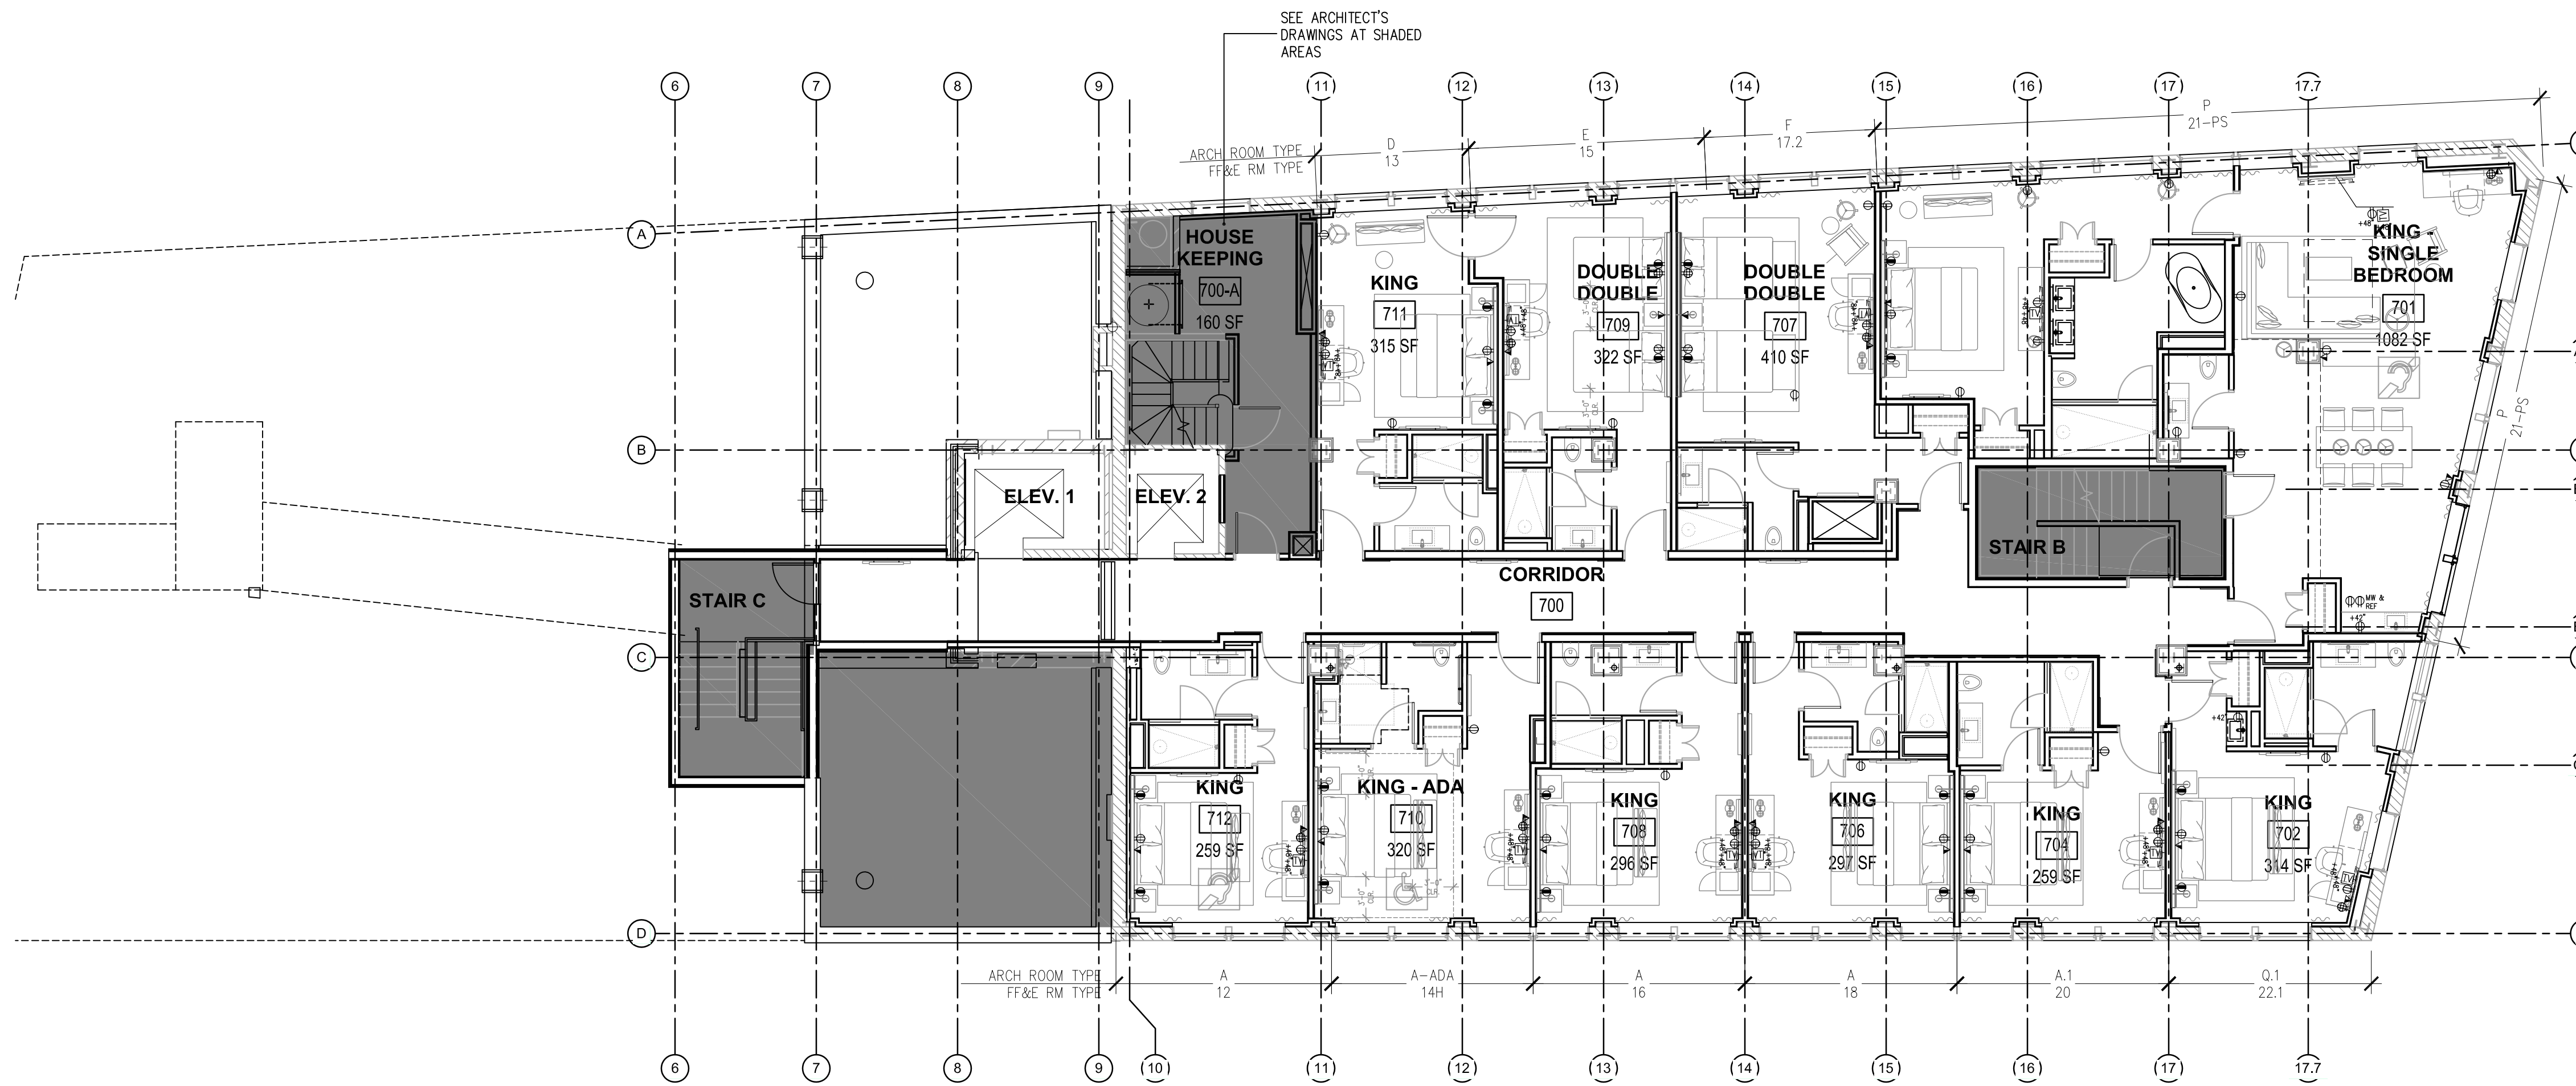 SEE ARCHITECT'S
DRAWINGS AT SHADED
AREAS
6
7
8
9
11
12
13
14
15
16
17
17.7
P
21-PS
F
17.2
E
15
D
13
ARCH ROOM TYPE
FF&E RM TYPE
A
HOUSE
KEEPING
700-A
160 SF
KING
711
315 SF
DOUBLE
DOUBLE
709
322 SF
DOUBLE
DOUBLE
707
410 SF
KING
SINGLE
BEDROOM
701
1082 SF
P
21-PS
B
ELEV. 1
ELEV. 2
STAIR B
CORRIDOR
700
STAIR C
MW &
REF
+42"
C
+42"
KING
712
259 SF
KING - ADA
710
320 SF
KING
708
296 SF
KING
706
297 SF
KING
704
259 SF
KING
702
314 SF
D
ARCH ROOM TYPE
FF&E RM TYPE
A
12
A-ADA
14H
A
16
A
18
A.1
20
Q.1
22.1
6
7
8
9
10
11
12
13
14
15
16
17
17.7